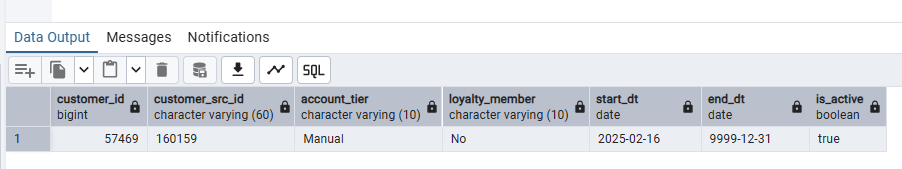 Data Output Messages Notifications
SQL
customer_id customer_src_id account_tier loyalty_member start_dt end_dt is_active
bigint character varying (60) character varying (10) character varying (10) date date boolean
1 57469 160159 Manual No 2025-02-16 9999-12-31 true